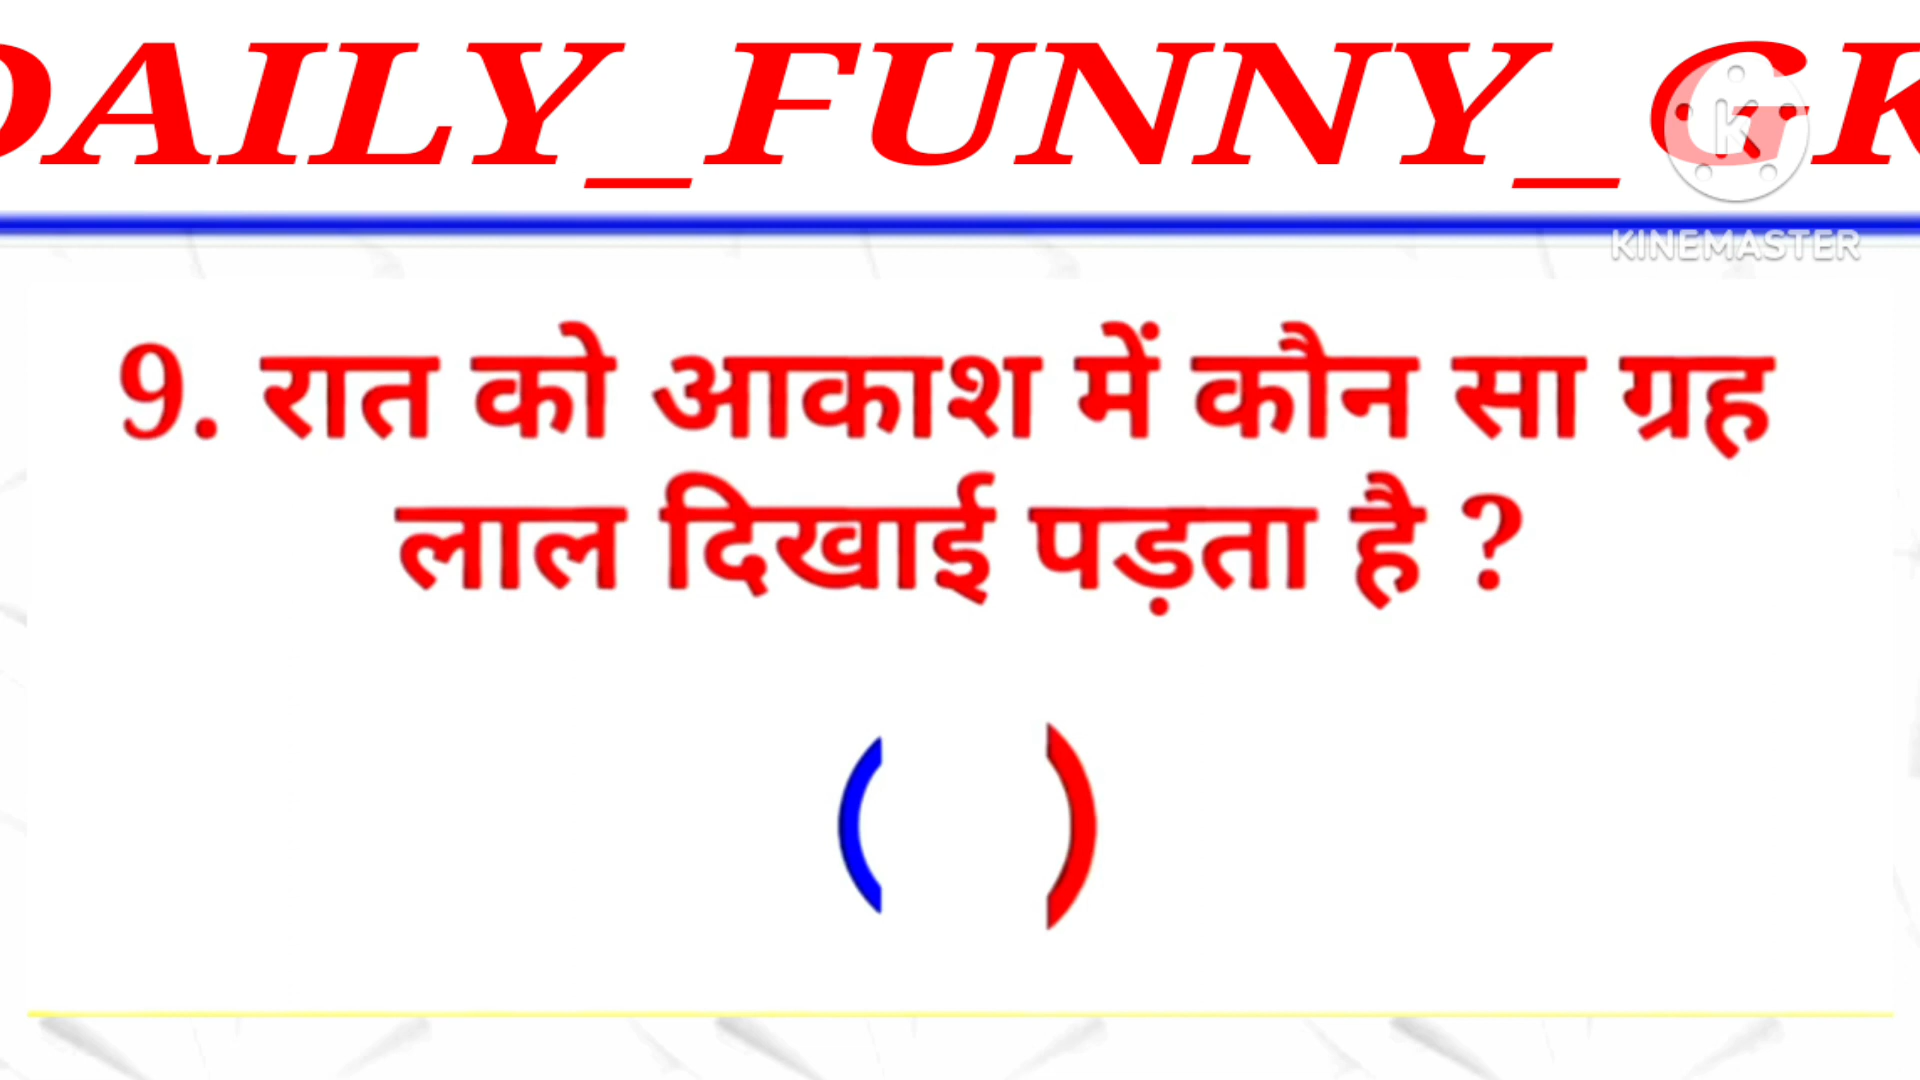 DAILY_FUNNY_GK
KINEMASTER
9. रात को आकाश में कौन सा ग्रह
लाल दिखाई पड़ता है ?
( )